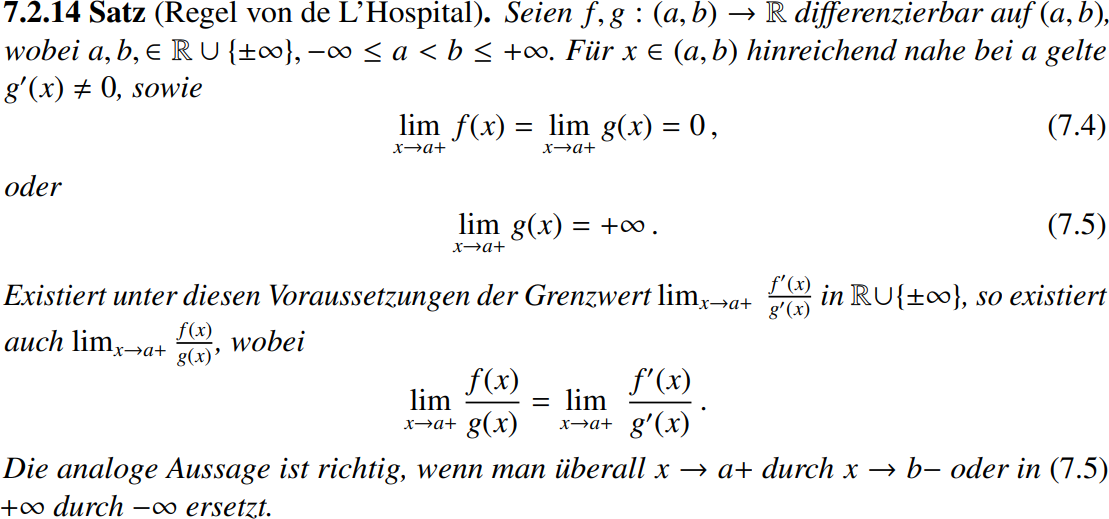 7.2.14 Satz (Regel von de L’Hospital). Seien f, g : (a, b) → ℝ differenzierbar auf (a, b),
wobei a, b, ∈ ℝ ∪ {±∞}, −∞ ≤ a < b ≤ +∞. Für x ∈ (a, b) hinreichend nahe bei a gelte
g′(x) ≠ 0, sowie
lim_{x→a+} f(x) = lim_{x→a+} g(x) = 0 , (7.4)
oder
lim_{x→a+} g(x) = +∞ . (7.5)
Existiert unter diesen Voraussetzungen der Grenzwert lim_{x→a+} f′(x)/g′(x) in ℝ∪{±∞}, so existiert
auch lim_{x→a+} f(x)/g(x), wobei
lim_{x→a+} f(x)/g(x) = lim_{x→a+} f′(x)/g′(x) .
Die analoge Aussage ist richtig, wenn man überall x → a+ durch x → b− oder in (7.5)
+∞ durch −∞ ersetzt.